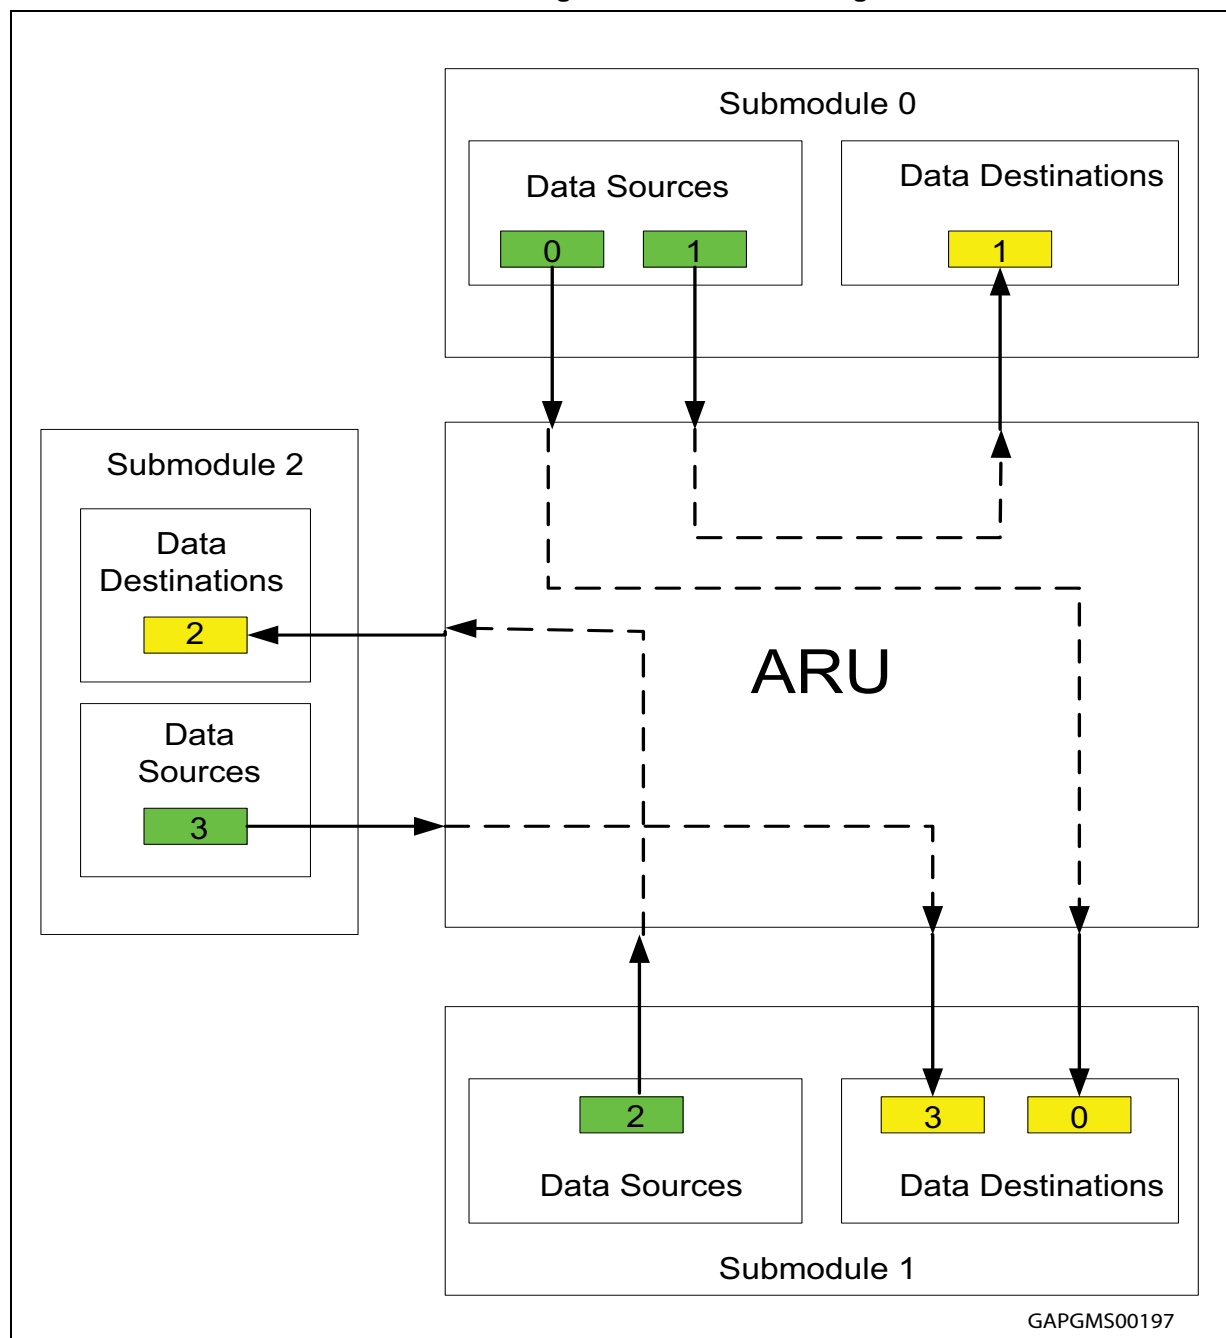 Submodule 0
Data Sources
Data Destinations
0
1
1
Submodule 2
Data
Destinations
2
Data
Sources
3
ARU
2
3
0
Data Sources
Data Destinations
Submodule 1
GAPGMS00197